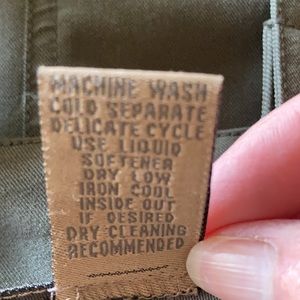 MACHINE WASH
COLD SEPARATE
DELICATE CYCLE
USE LIQUID
SOFTENER
DRY LOW
IRON COOL
INSIDE OUT
IF DESIRED
DRY CLEANING
RECOMMENDED